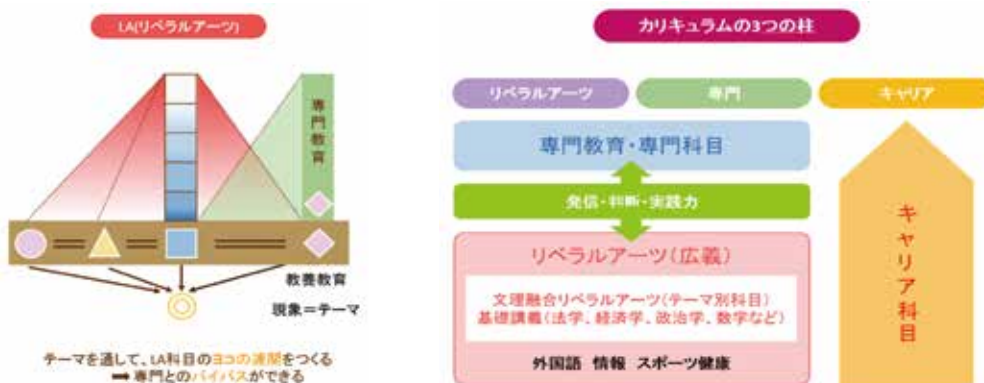 LA(リベラルアーツ)
専門教育
教養教育
現象=テーマ
テーマを通して、LA科目のヨコの連関をつくる
➡ 専門とのバイパスができる
カリキュラムの3つの柱
リベラルアーツ
専門
キャリア
専門教育・専門科目
発信・判断・実践力
リベラルアーツ(広義)
文理融合リベラルアーツ(テーマ別科目)
基礎講義(法学、経済学、政治学、数学など)
外国語 情報 スポーツ健康
キャリア科目